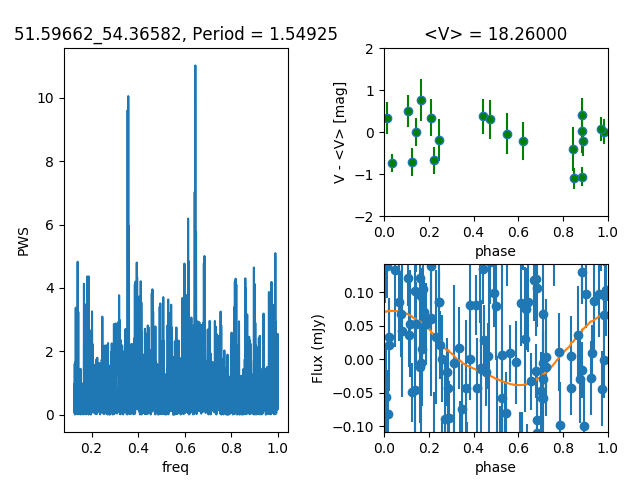 51.59662_54.36582, Period = 1.54925
PWS
10
8
6
4
2
0
0.2 0.4 0.6 0.8 1.0
freq
<V> = 18.26000
V - <V> [mag]
2
1
0
−1
−2
0.0 0.2 0.4 0.6 0.8 1.0
phase
Flux (mJy)
0.10
0.05
0.00
−0.05
−0.10
0.0 0.2 0.4 0.6 0.8 1.0
phase